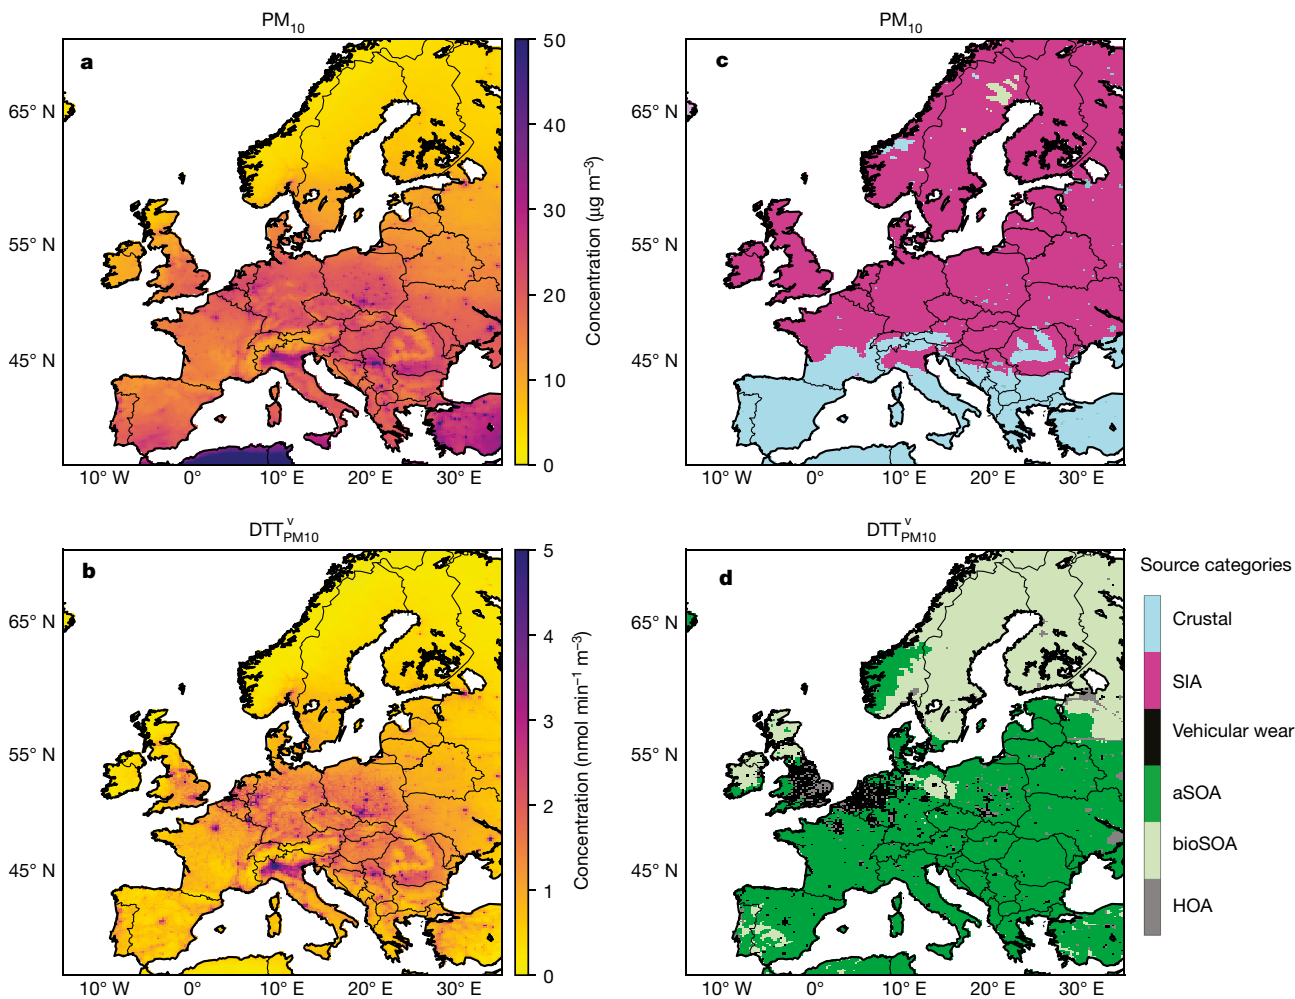 PM10
a
65° N
55° N
45° N
10° W 0° 10° E 20° E 30° E
50
40
30
20
10
0
Concentration (µg m−3)
PM10
c
65° N
55° N
45° N
10° W 0° 10° E 20° E 30° E
DTTvPM10
b
65° N
55° N
45° N
10° W 0° 10° E 20° E 30° E
5
4
3
2
1
0
Concentration (nmol min−1 m−3)
DTTvPM10
d
65° N
55° N
45° N
10° W 0° 10° E 20° E 30° E
Source categories
Crustal
SIA
Vehicular wear
aSOA
bioSOA
HOA